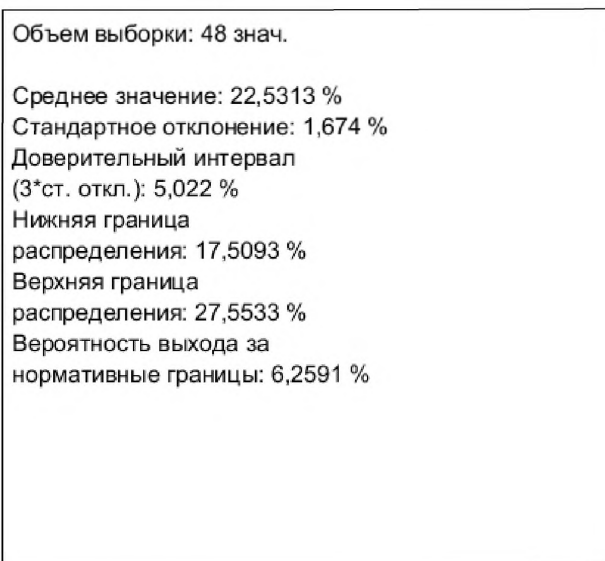 Объем выборки: 48 знач.
Среднее значение: 22,5313 %
Стандартное отклонение: 1,674 %
Доверительный интервал
(3*ст. откл.): 5,022 %
Нижняя граница
распределения: 17,5093 %
Верхняя граница
распределения: 27,5533 %
Вероятность выхода за
нормативные границы: 6,2591 %